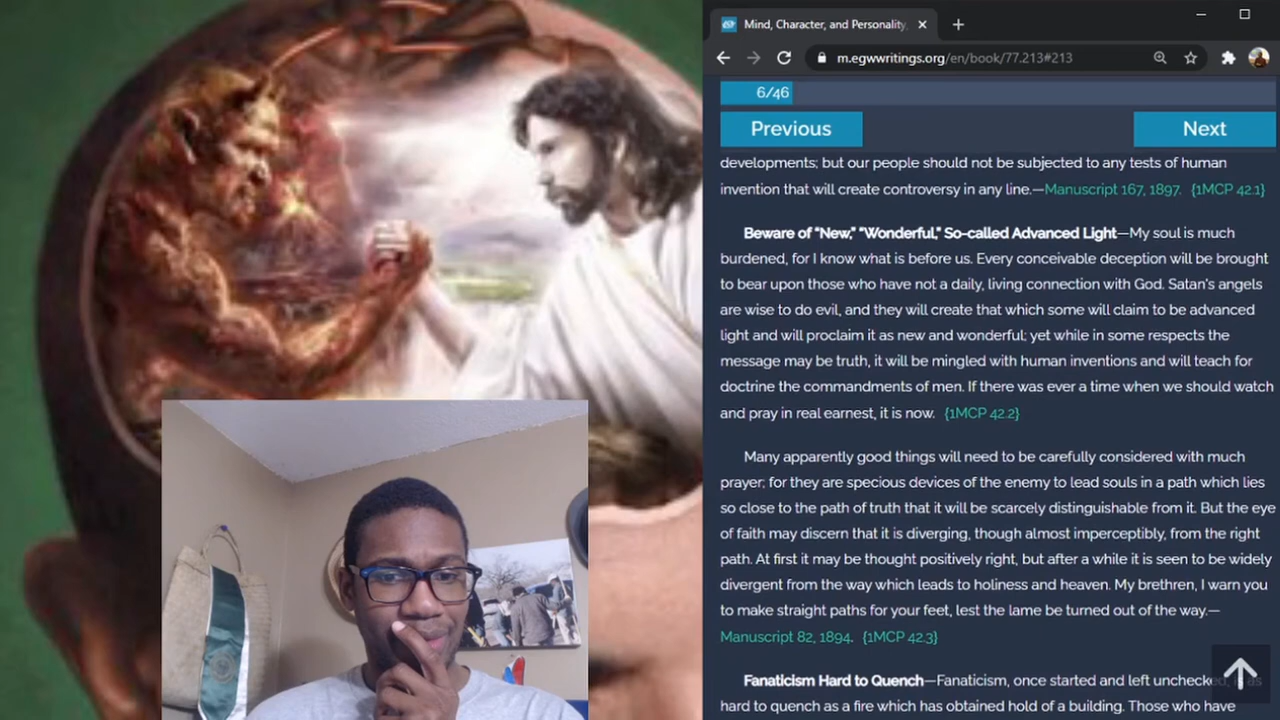 Mind, Character, and Personality,
m.egwwritings.org/en/book/77.213#213
6/46
Previous
Next
developments; but our people should not be subjected to any tests of human
invention that will create controversy in any line.—Manuscript 167, 1897. {1MCP 42.1}
Beware of “New,” “Wonderful,” So-called Advanced Light—My soul is much
burdened, for I know what is before us. Every conceivable deception will be brought
to bear upon those who have not a daily, living connection with God. Satan's angels
are wise to do evil, and they will create that which some will claim to be advanced
light and will proclaim it as new and wonderful; yet while in some respects the
message may be truth, it will be mingled with human inventions and will teach for
doctrine the commandments of men. If there was ever a time when we should watch
and pray in real earnest, it is now. {1MCP 42.2}
Many apparently good things will need to be carefully considered with much
prayer; for they are specious devices of the enemy to lead souls in a path which lies
so close to the path of truth that it will be scarcely distinguishable from it. But the eye
of faith may discern that it is diverging, though almost imperceptibly, from the right
path. At first it may be thought positively right, but after a while it is seen to be widely
divergent from the way which leads to holiness and heaven. My brethren, I warn you
to make straight paths for your feet, lest the lame be turned out of the way.—
Manuscript 82, 1894. {1MCP 42.3}
Fanaticism Hard to Quench—Fanaticism, once started and left unchecked, as
hard to quench as a fire which has obtained hold of a building. Those who have